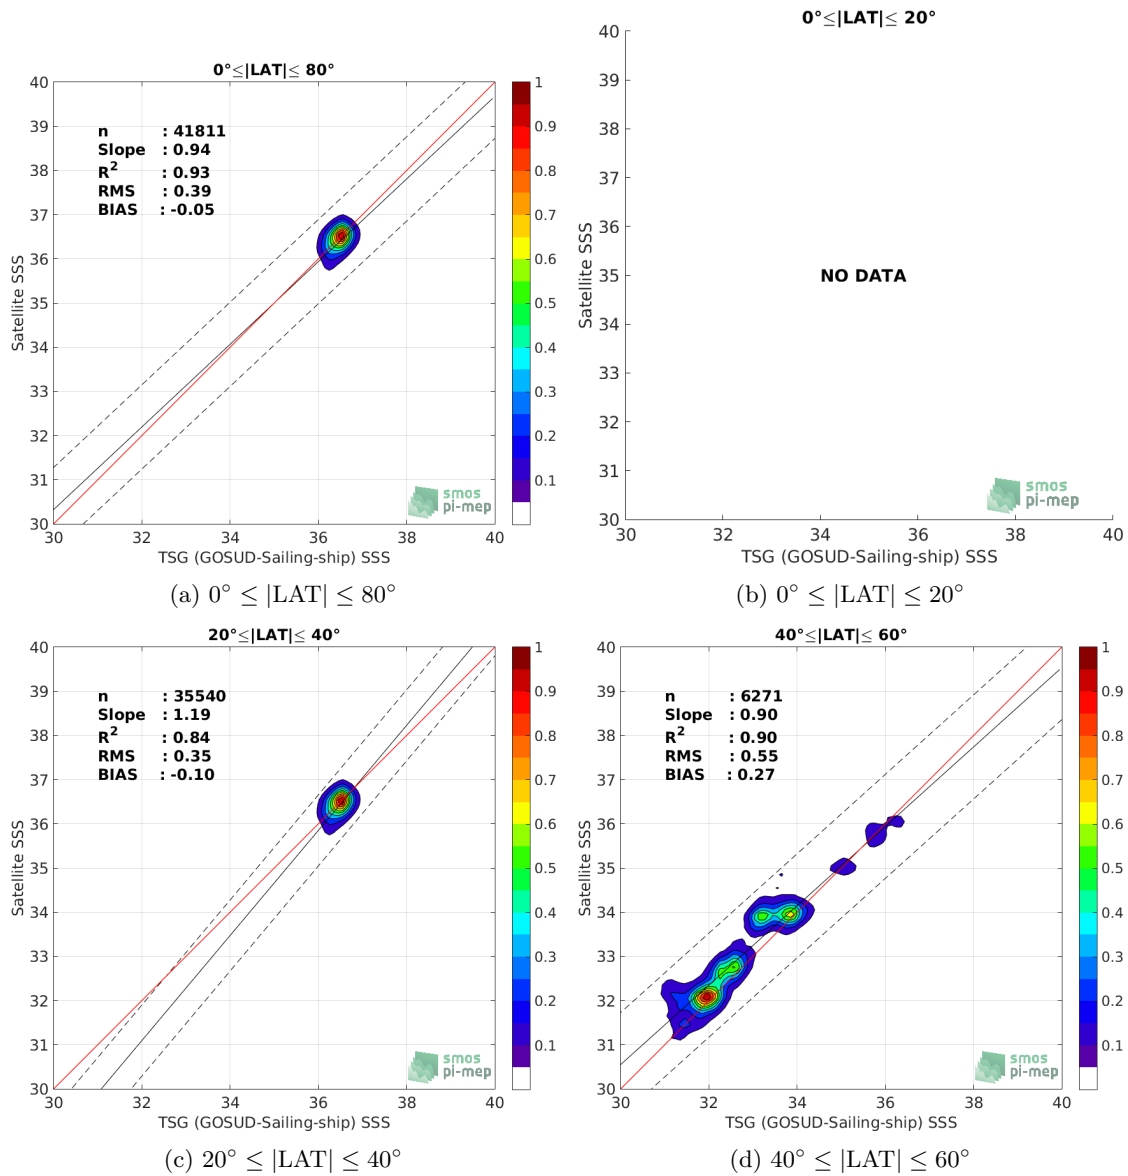 0°≤|LAT|≤ 80°
40
39
38
37
36
35
34
33
32
31
30
Satellite SSS
n : 41811
Slope : 0.94
R2 : 0.93
RMS : 0.39
BIAS : -0.05
smos
pi-mep
30 32 34 36 38 40
TSG (GOSUD-Sailing-ship) SSS
1
0.9
0.8
0.7
0.6
0.5
0.4
0.3
0.2
0.1
(a) 0° ≤ |LAT| ≤ 80°
0°≤|LAT|≤ 20°
40
39
38
37
36
35
34
33
32
31
30
Satellite SSS
NO DATA
smos
pi-mep
30 32 34 36 38 40
TSG (GOSUD-Sailing-ship) SSS
(b) 0° ≤ |LAT| ≤ 20°
20°≤|LAT|≤ 40°
40
39
38
37
36
35
34
33
32
31
30
Satellite SSS
n : 35540
Slope : 1.19
R2 : 0.84
RMS : 0.35
BIAS : -0.10
smos
pi-mep
30 32 34 36 38 40
TSG (GOSUD-Sailing-ship) SSS
1
0.9
0.8
0.7
0.6
0.5
0.4
0.3
0.2
0.1
(c) 20° ≤ |LAT| ≤ 40°
40°≤|LAT|≤ 60°
40
39
38
37
36
35
34
33
32
31
30
Satellite SSS
n : 6271
Slope : 0.90
R2 : 0.90
RMS : 0.55
BIAS : 0.27
smos
pi-mep
30 32 34 36 38 40
TSG (GOSUD-Sailing-ship) SSS
1
0.9
0.8
0.7
0.6
0.5
0.4
0.3
0.2
0.1
(d) 40° ≤ |LAT| ≤ 60°